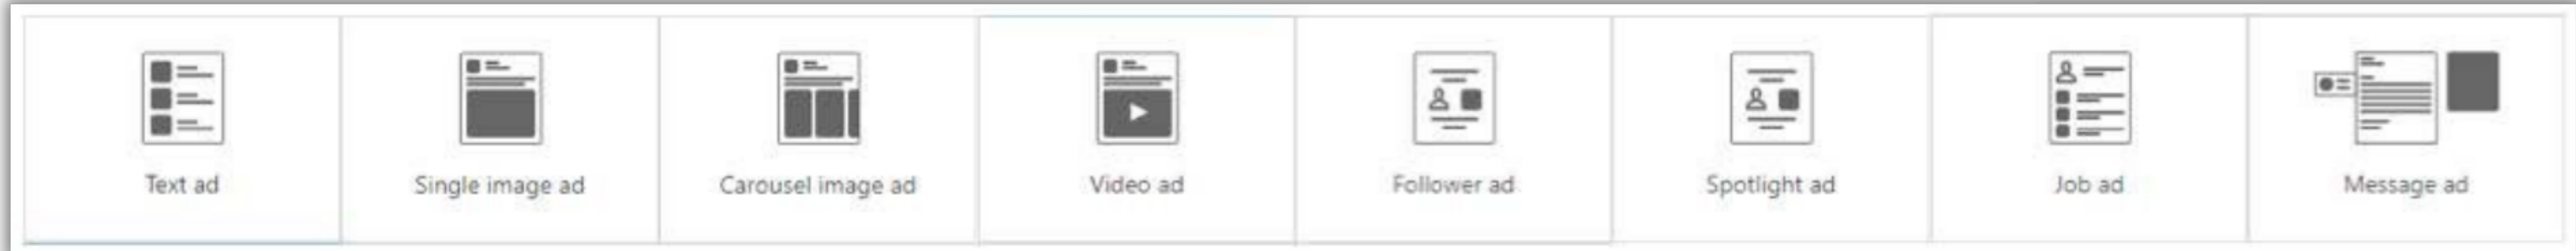 Text ad
Single image ad
Carousel image ad
Video ad
Follower ad
Spotlight ad
Job ad
Message ad